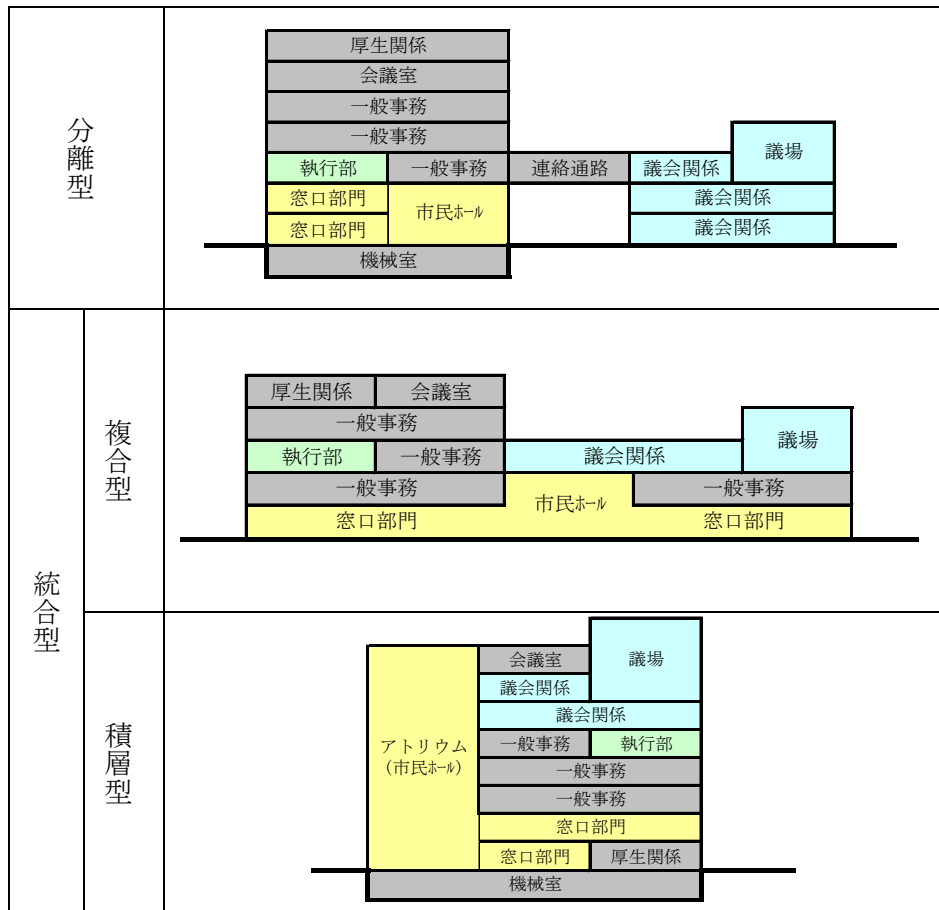 分離型
厚生関係
会議室
一般事務
一般事務
執行部
一般事務
連絡通路
議会関係
議場
窓口部門
市民ホール
議会関係
窓口部門
議会関係
機械室
統合型
複合型
厚生関係
会議室
一般事務
執行部
一般事務
議会関係
議場
一般事務
市民ホール
一般事務
窓口部門
窓口部門
積層型
アトリウム
(市民ホール)
会議室
議場
議会関係
議会関係
一般事務
執行部
一般事務
一般事務
窓口部門
窓口部門
厚生関係
機械室